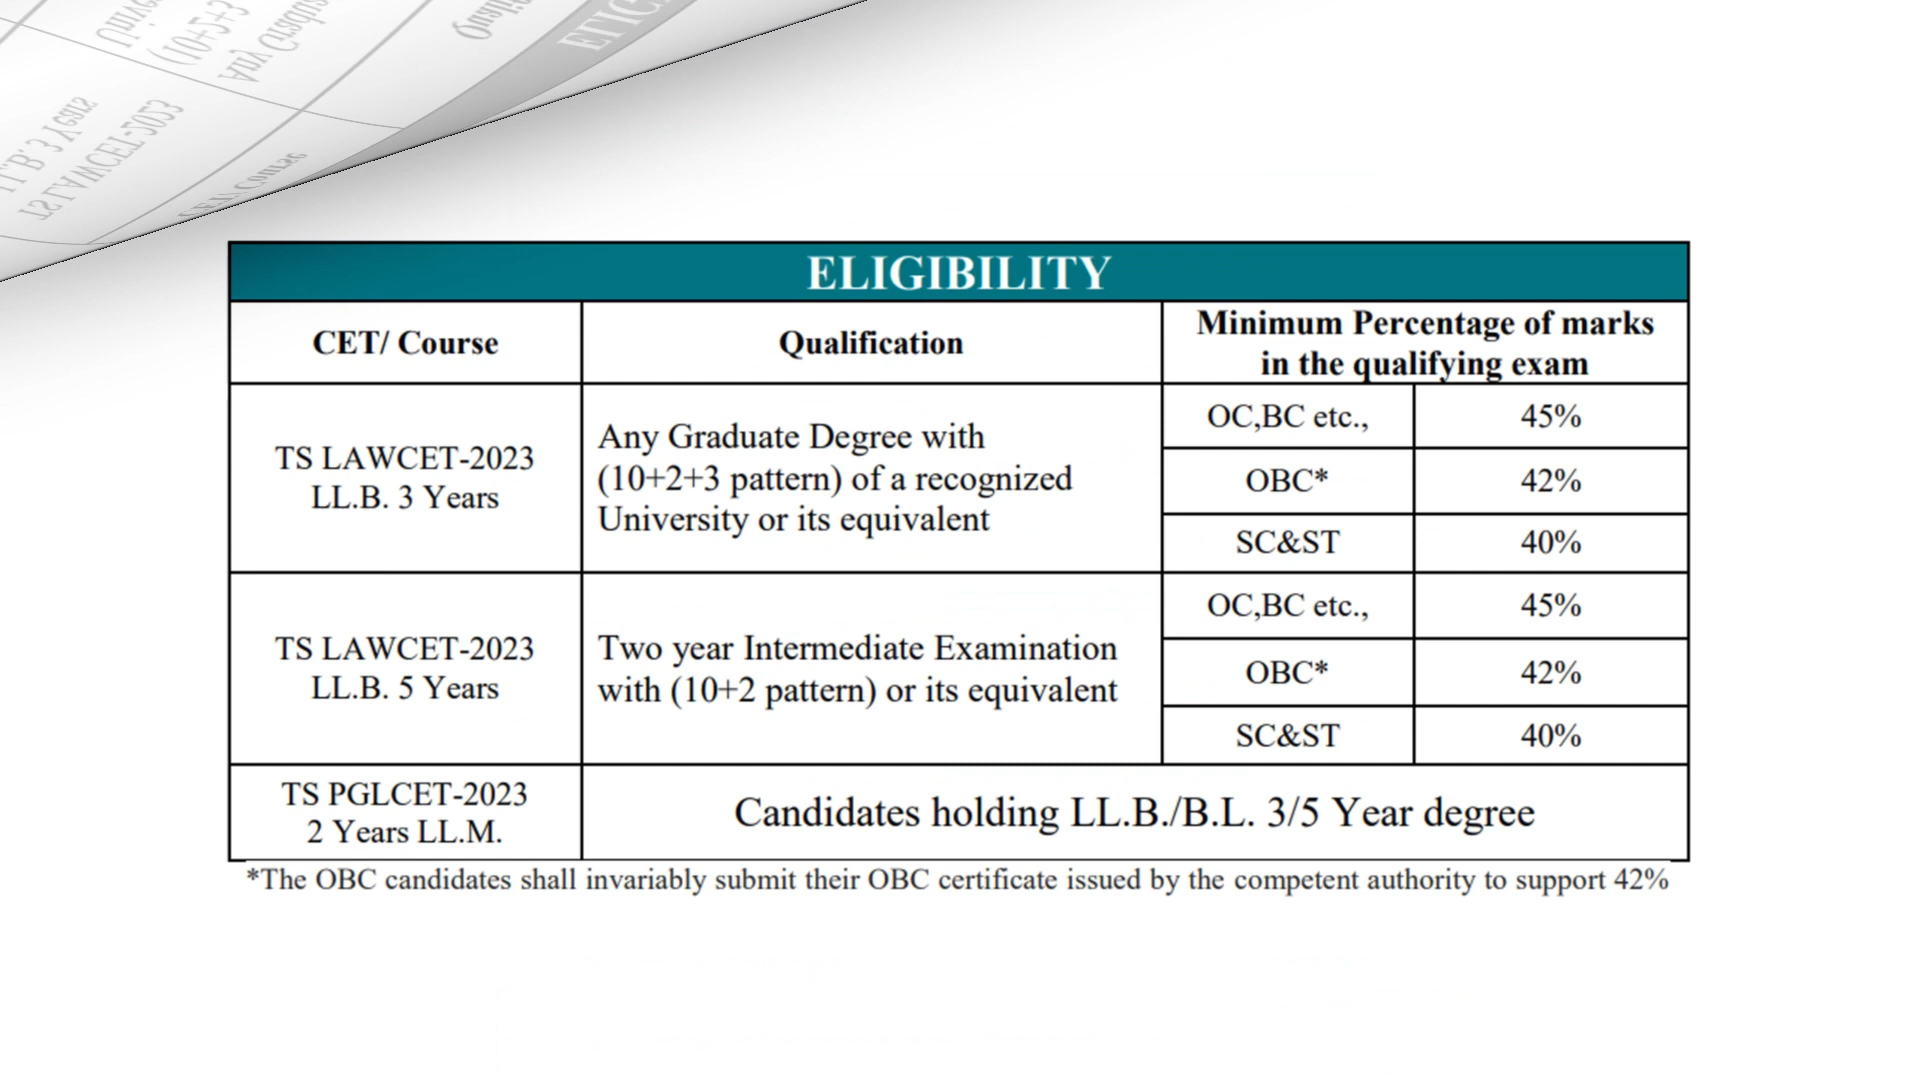 ELIGIBILITY
CET/ Course
Qualification
Minimum Percentage of marks
in the qualifying exam
TS LAWCET-2023
LL.B. 3 Years
Any Graduate Degree with
(10+2+3 pattern) of a recognized
University or its equivalent
OC,BC etc.,
45%
OBC*
42%
SC&ST
40%
TS LAWCET-2023
LL.B. 5 Years
Two year Intermediate Examination
with (10+2 pattern) or its equivalent
OC,BC etc.,
45%
OBC*
42%
SC&ST
40%
TS PGLCET-2023
2 Years LL.M.
Candidates holding LL.B./B.L. 3/5 Year degree
*The OBC candidates shall invariably submit their OBC certificate issued by the competent authority to support 42%